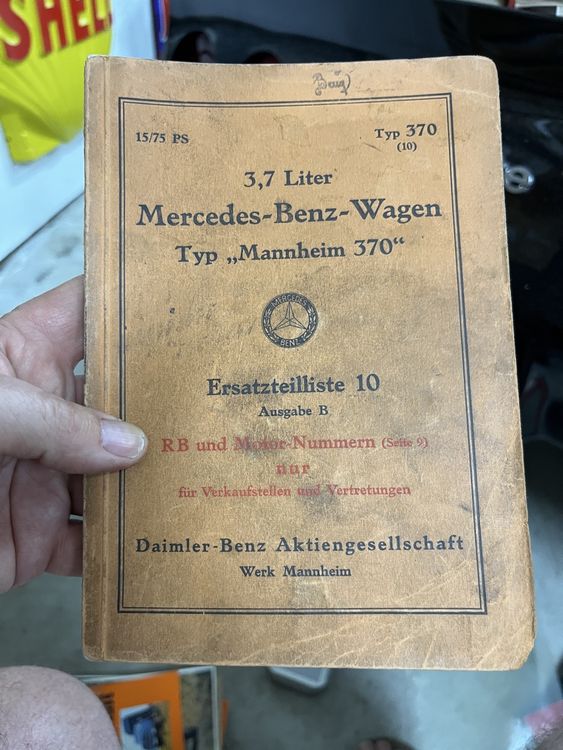 SHELL
15/75 PS
Typ 370
(10)
3,7 Liter
Mercedes-Benz-Wagen
Typ „Mannheim 370“
MERCEDES
BENZ
Ersatzteilliste 10
Ausgabe B
RB und Motor-Nummern (Seite 9)
nur
für Verkaufstellen und Vertretungen
Daimler-Benz Aktiengesellschaft
Werk Mannheim